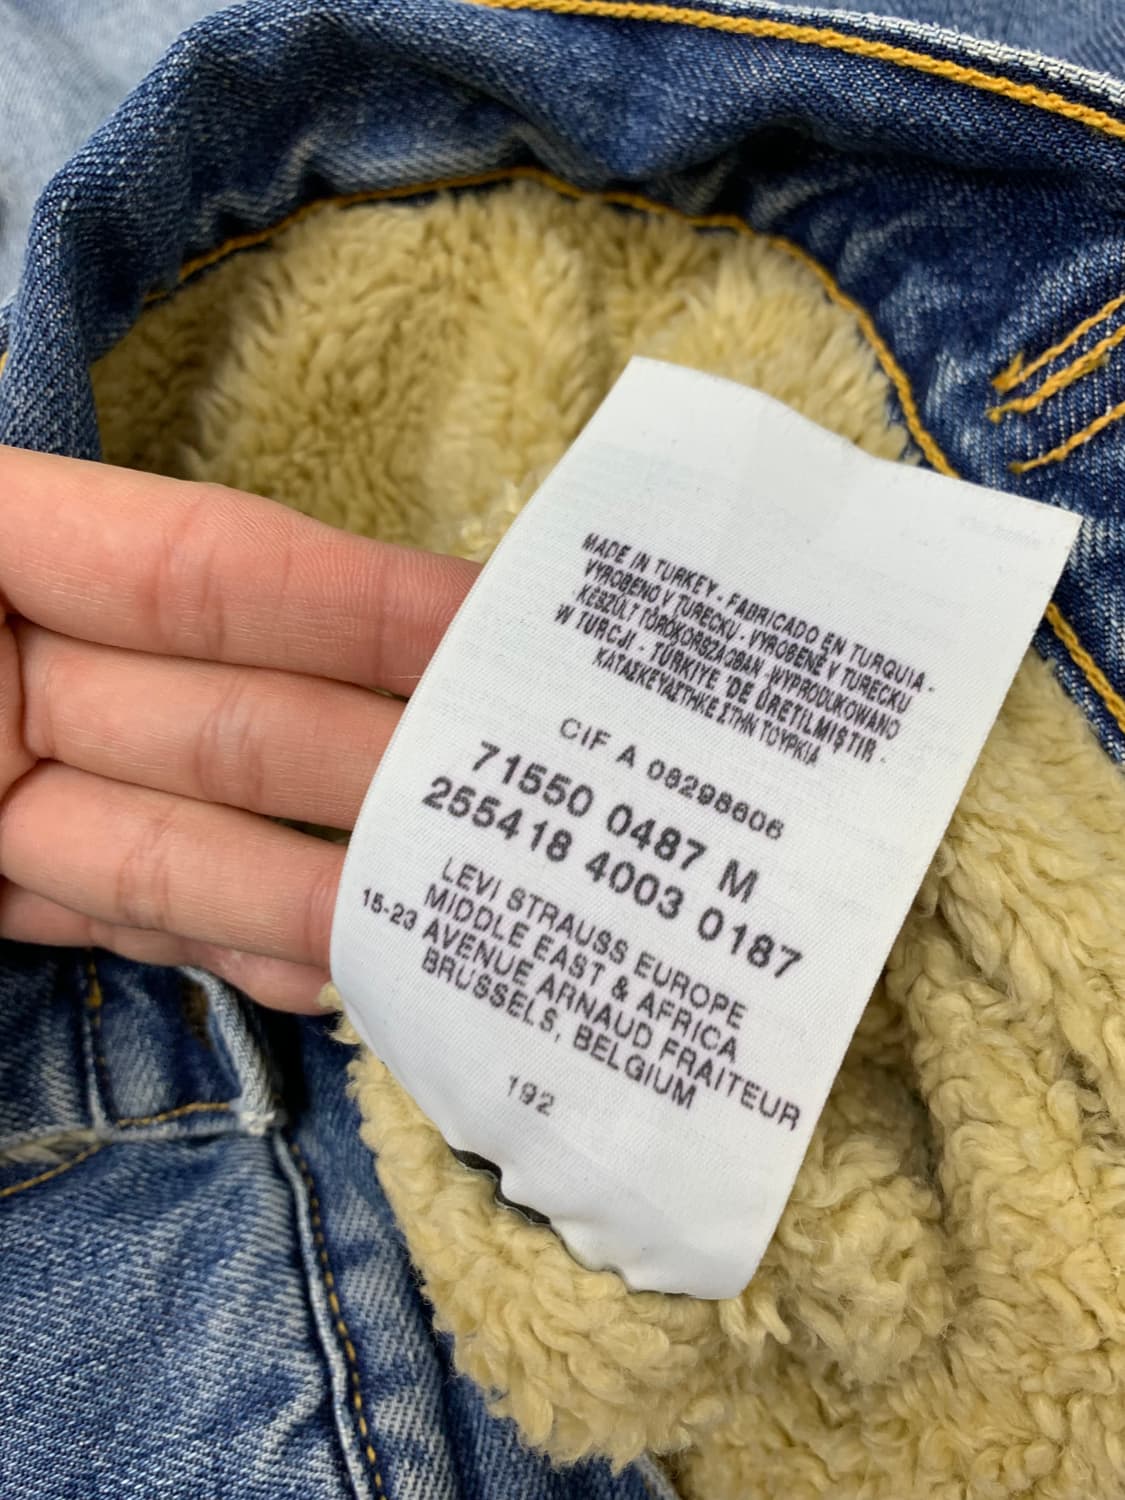 MADE IN TURKEY - FABRICADO EN TURQUIA -
VYROBENO V TURECKU - VYROBENÉ V TURECKU
KÉSZÜLT TÖRÖKORSZÁGBAN - WYPRODUKOWANO
W TURCJI - TÜRKİYE 'DE ÜRETİLMİŞTİR -
ΚΑΤΑΣΚΕΥΑΣΤΗΚΕ ΣΤΗΝ ΤΟΥΡΚΙΑ
CIF A 08298606
71550 0487 M
255418 4003 0187
LEVI STRAUSS EUROPE
MIDDLE EAST & AFRICA
15-23 AVENUE ARNAUD FRAITEUR
BRUSSELS, BELGIUM
192